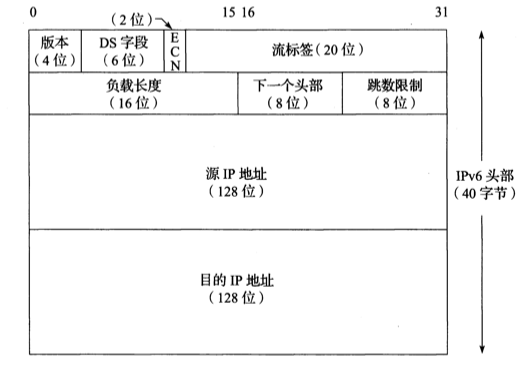 0 15 16 31
（2 位）
版本
（4 位）
DS 字段
（6 位）
E
C
N
流标签（20 位）
负载长度
（16 位）
下一个头部
（8 位）
跳数限制
（8 位）
源 IP 地址
（128 位）
IPv6 头部
（40 字节）
目的 IP 地址
（128 位）